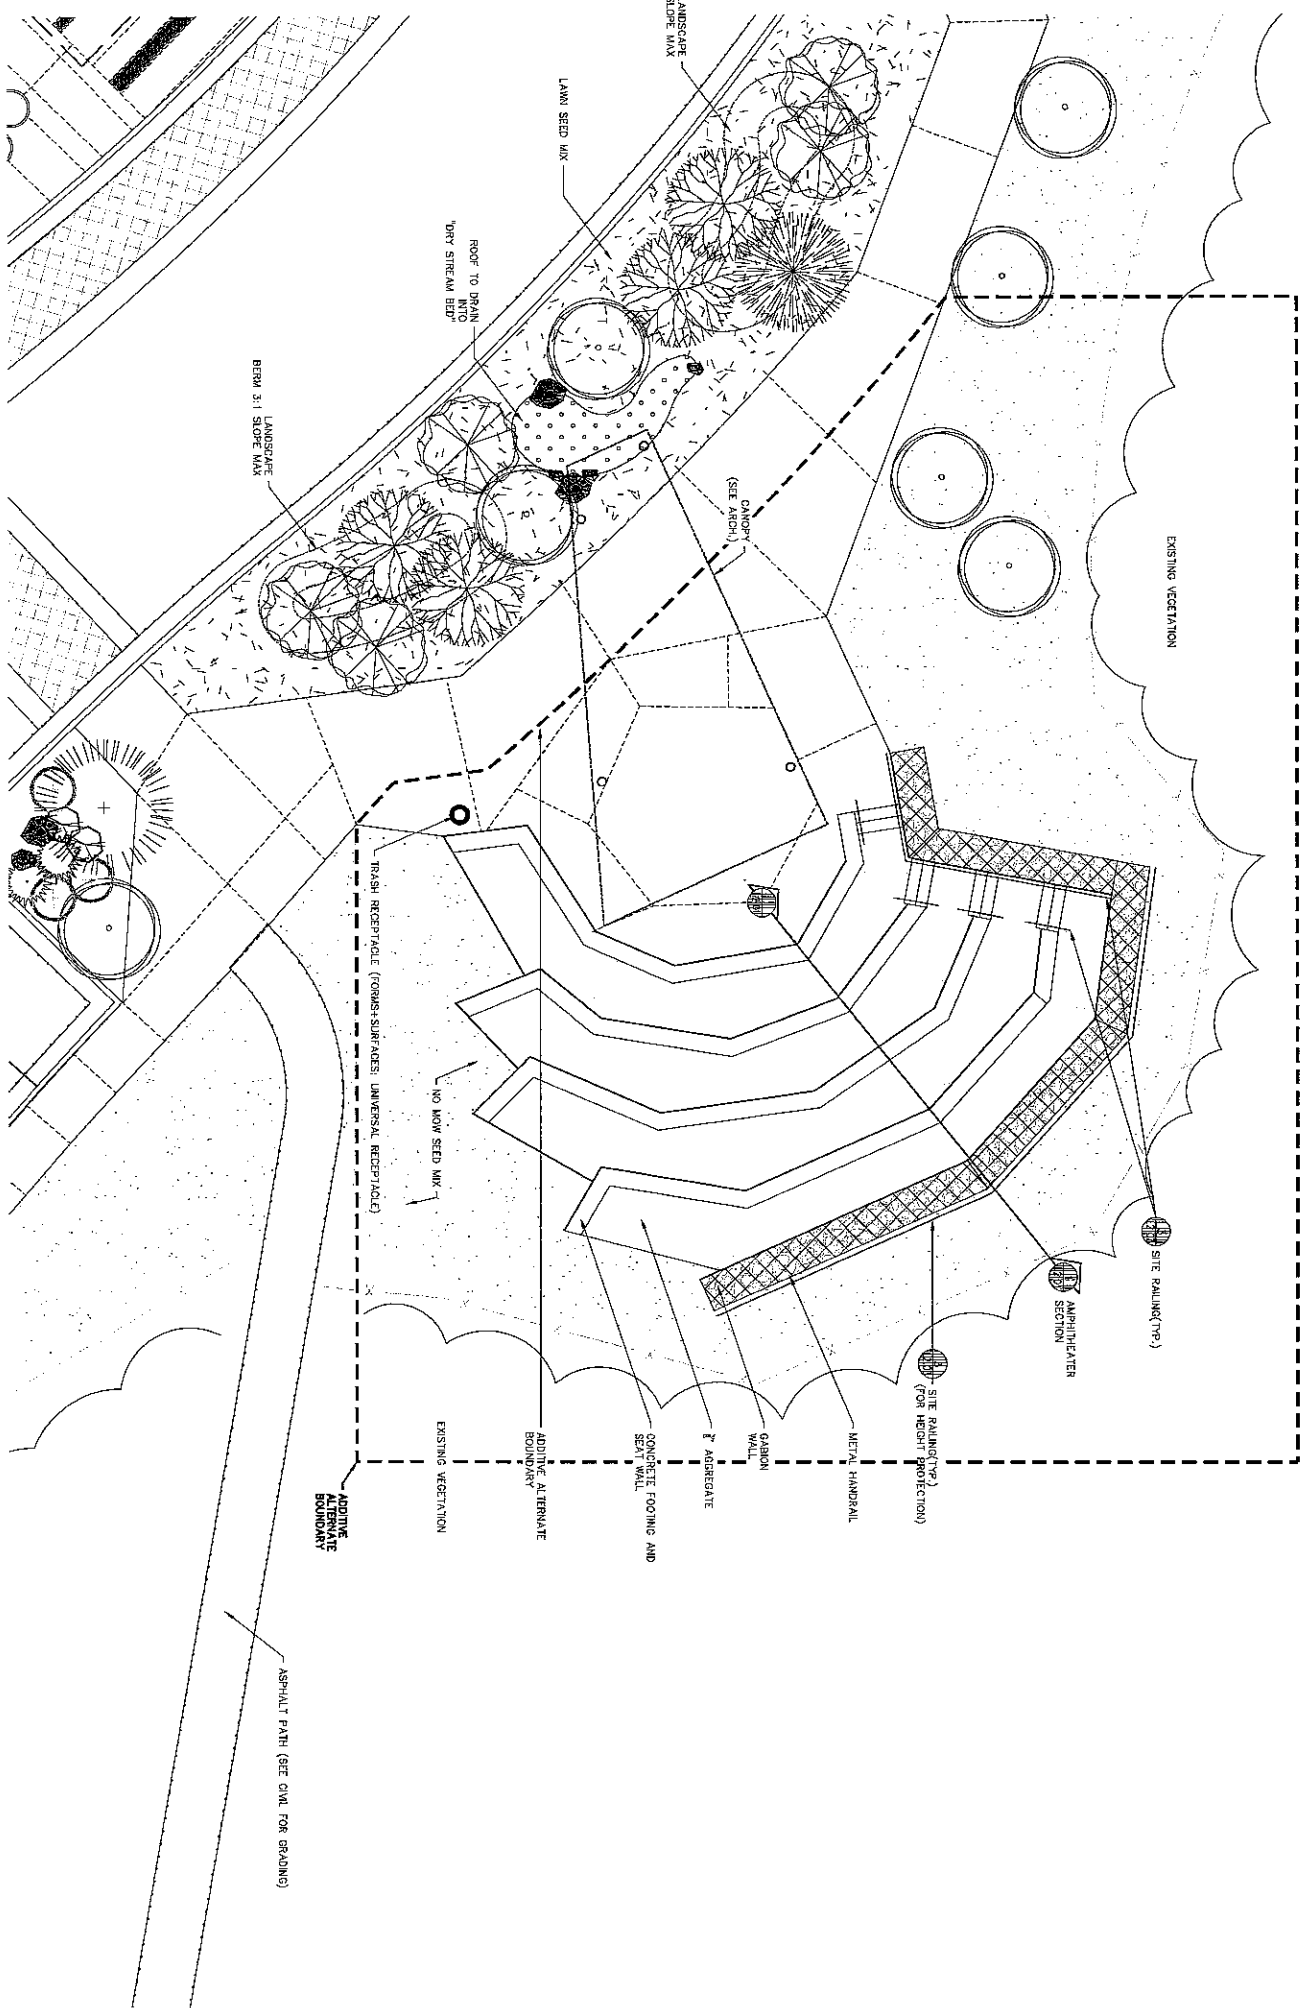 LANDSCAPE
SLOPE MAX
LAWN SEED MIX
ROOF TO DRAIN
INTO
"DRY STREAM BED"
LANDSCAPE
BERM 3:1 SLOPE MAX
CANOPY
(SEE ARCH.)
EXISTING VEGETATION
TRASH RECEPTACLE (FORMS+SURFACES; UNIVERSAL RECEPTACLE)
NO MOW SEED MIX
SITE RAILING(TYP.)
AMPHITHEATER
SECTION
SITE RAILING(TYP.)
(FOR HEIGHT PROTECTION)
METAL HANDRAIL
GABION
WALL
AGGREGATE
CONCRETE FOOTING AND
SEAT WALL
ADDITIVE ALTERNATE
BOUNDARY
EXISTING VEGETATION
ADDITIVE
ALTERNATE
BOUNDARY
ASPHALT PATH (SEE CIVIL FOR GRADING)